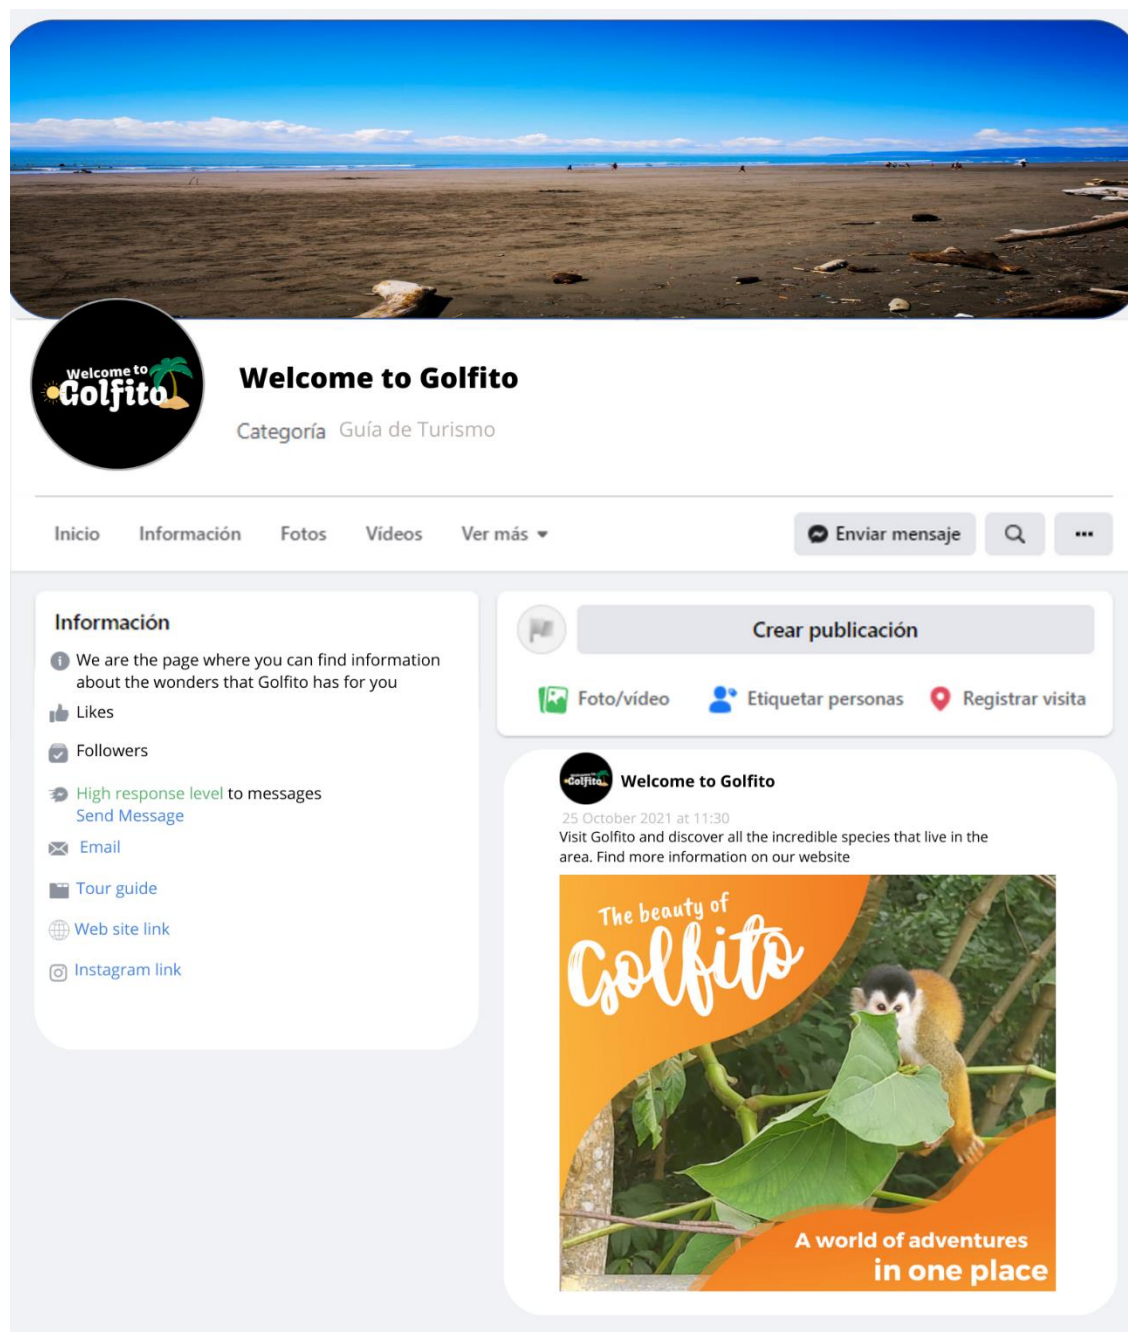 Welcome to
Golfito
Welcome to Golfito
Categoría Guía de Turismo
Inicio Información Fotos Vídeos Ver más
Enviar mensaje
Información
We are the page where you can find information
about the wonders that Golfito has for you
Likes
Followers
High response level to messages
Send Message
Email
Tour guide
Web site link
Instagram link
Crear publicación
Foto/vídeo Etiquetar personas Registrar visita
Golfito
Welcome to Golfito
25 October 2021 at 11:30
Visit Golfito and discover all the incredible species that live in the
area. Find more information on our website
The beauty of
Golfito
A world of adventures
in one place